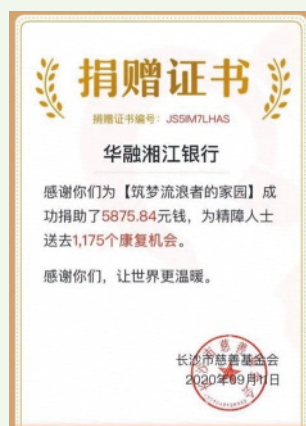 捐赠证书
捐赠证书编号：JS5IM7LHAS
华融湘江银行
感谢你们为【筑梦流浪者的家园】成
功捐助了5875.84元钱，为精障人士
送去1,175个康复机会。
感谢你们，让世界更温暖。
长沙市慈善基金会
2020年09月11日